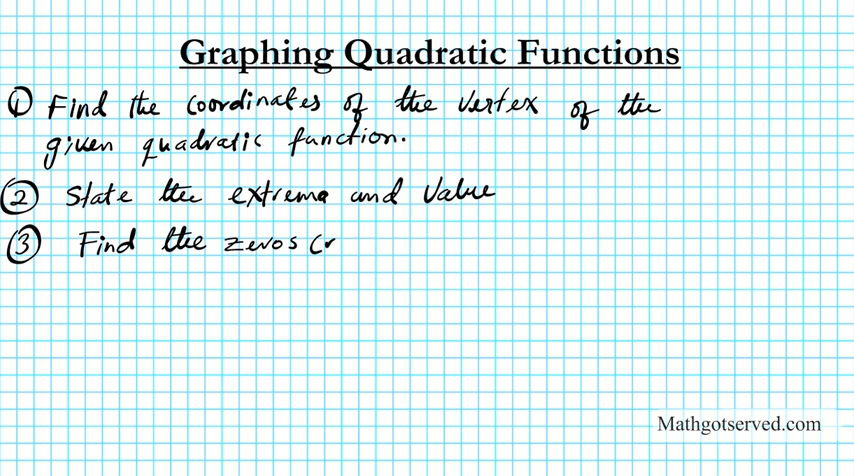 Graphing Quadratic Functions
① Find the coordinates of the vertex of the
given quadratic function.
② State the extrema and value
③ Find the zeros (r
Mathgotserved.com